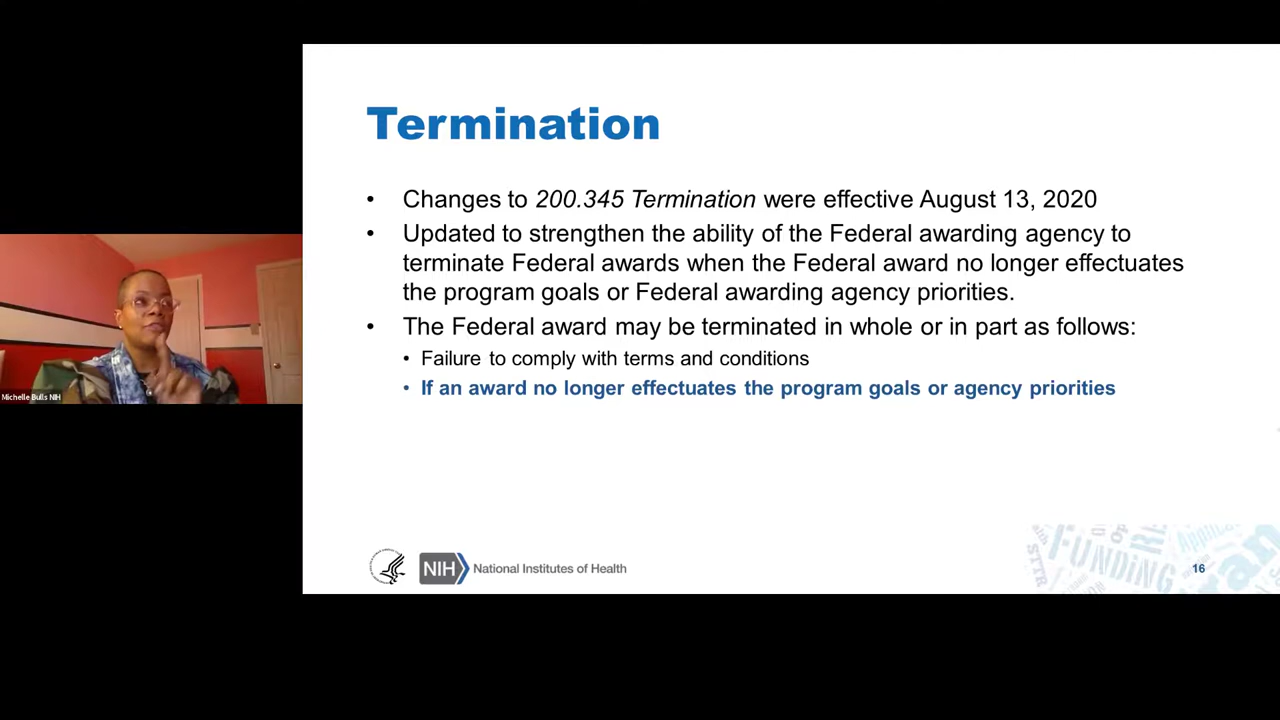 Termination
• Changes to 200.345 Termination were effective August 13, 2020
• Updated to strengthen the ability of the Federal awarding agency to
terminate Federal awards when the Federal award no longer effectuates
the program goals or Federal awarding agency priorities.
• The Federal award may be terminated in whole or in part as follows:
• Failure to comply with terms and conditions
• If an award no longer effectuates the program goals or agency priorities
Michelle Bulls NIH
NIH National Institutes of Health
FUNDING
STTR
16